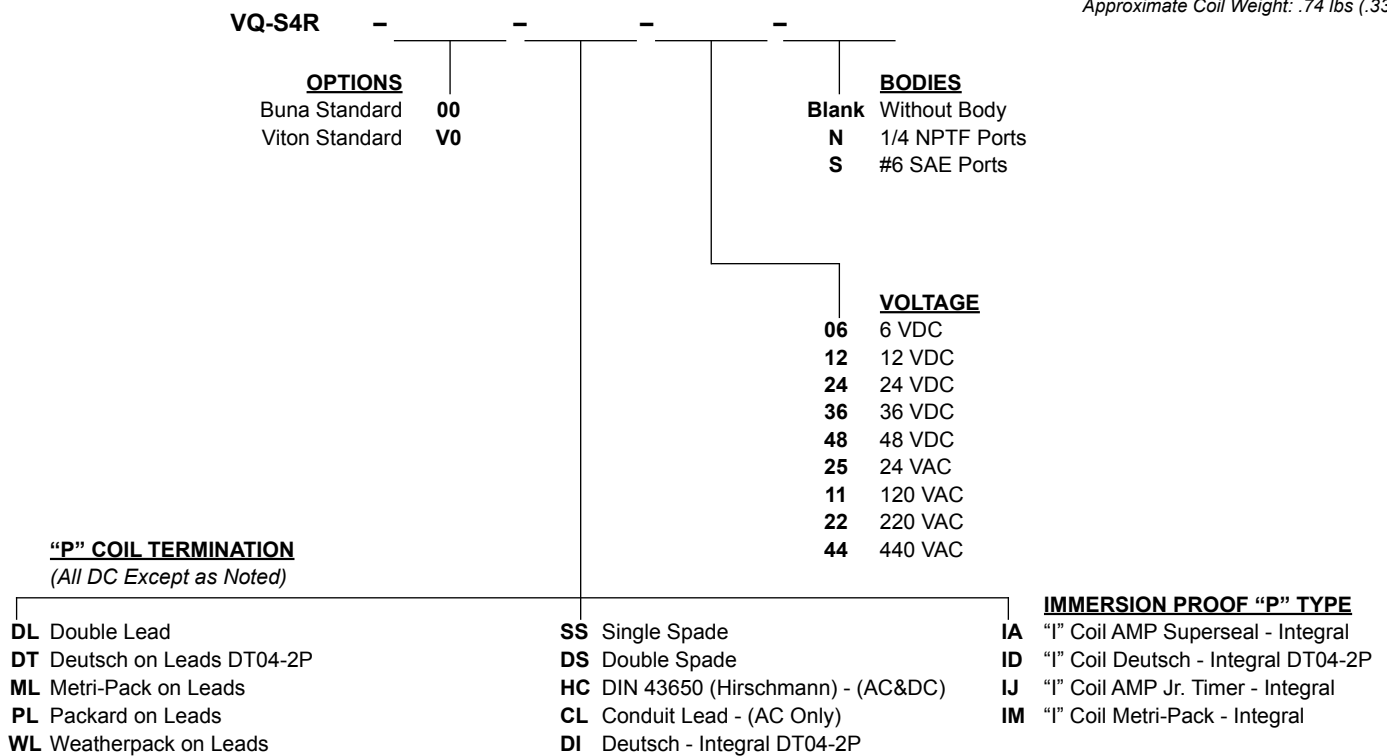 Approximate Coil Weight: .74 lbs (.33
VQ-S4R – – – –
OPTIONS
Buna Standard 00
Viton Standard V0
BODIES
Blank Without Body
N 1/4 NPTF Ports
S #6 SAE Ports
VOLTAGE
06 6 VDC
12 12 VDC
24 24 VDC
36 36 VDC
48 48 VDC
25 24 VAC
11 120 VAC
22 220 VAC
44 440 VAC
“P” COIL TERMINATION
(All DC Except as Noted)
DL Double Lead
DT Deutsch on Leads DT04-2P
ML Metri-Pack on Leads
PL Packard on Leads
WL Weatherpack on Leads
SS Single Spade
DS Double Spade
HC DIN 43650 (Hirschmann) - (AC&DC)
CL Conduit Lead - (AC Only)
DI Deutsch - Integral DT04-2P
IMMERSION PROOF “P” TYPE
IA “I” Coil AMP Superseal - Integral
ID “I” Coil Deutsch - Integral DT04-2P
IJ “I” Coil AMP Jr. Timer - Integral
IM “I” Coil Metri-Pack - Integral